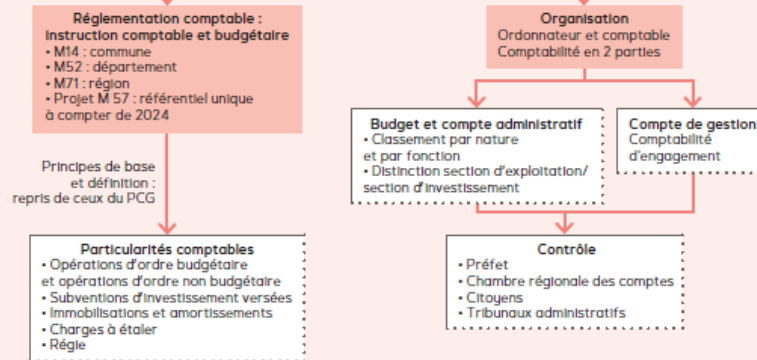 Réglementation comptable :
instruction comptable et budgétaire
• M14 : commune
• M52 : département
• M71 : région
• Projet M 57 : référentiel unique
à compter de 2024
Principes de base
et définition :
repris de ceux du PCG
Particularités comptables
• Opérations d'ordre budgétaire
et opérations d'ordre non budgétaire
• Subventions d'investissement versées
• Immobilisations et amortissements
• Charges à étaler
• Régie
Organisation
Ordonnateur et comptable
Comptabilité en 2 parties
Budget et compte administratif
• Classement par nature
et par fonction
• Distinction section d'exploitation/
section d'investissement
Compte de gestion
Comptabilité
d'engagement
Contrôle
• Préfet
• Chambre régionale des comptes
• Citoyens
• Tribunaux administratifs